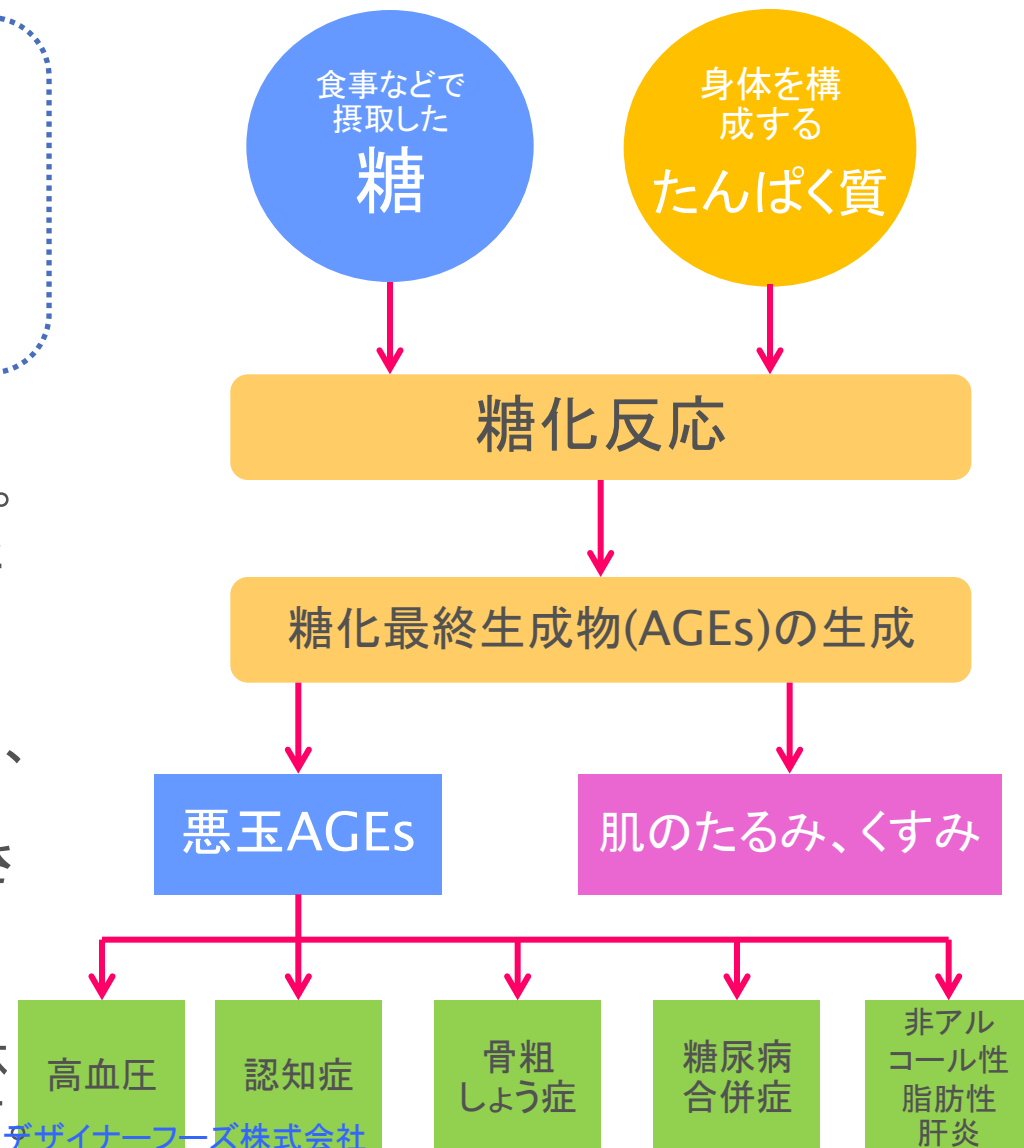 食事などで
摂取した
糖
身体を構
成する
たんぱく質
糖化反応
。
糖化最終生成物(AGEs)の生成
、
悪玉AGEs
肌のたるみ、くすみ
高血圧
認知症
骨粗
しょう症
糖尿病
合併症
非アル
コール性
脂肪性
肝炎
デザイナーフーズ株式会社